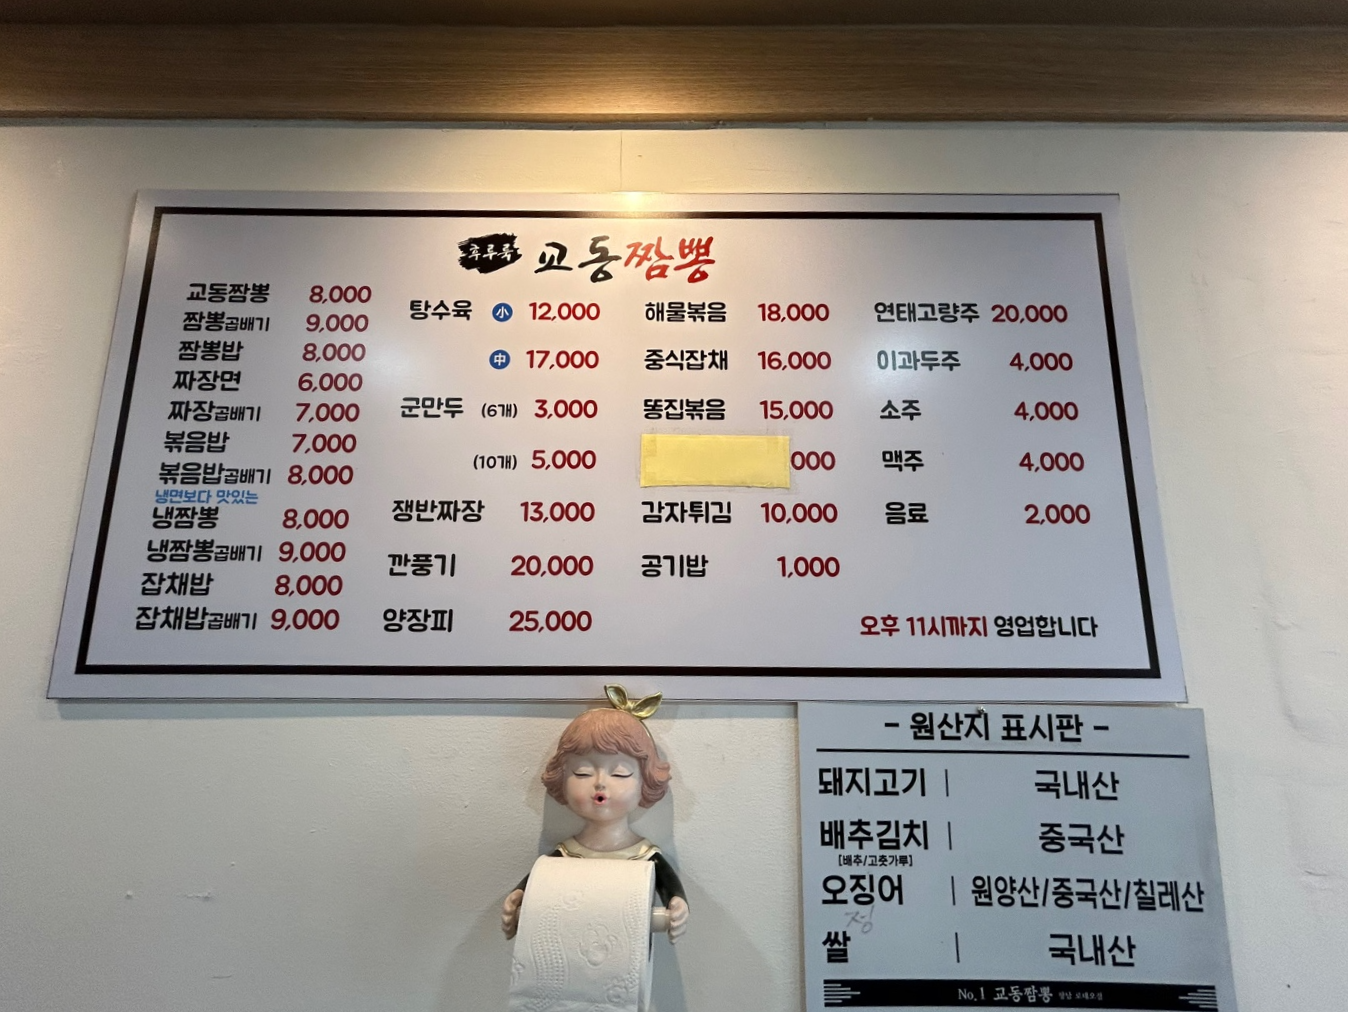 후루룩 교동짬뽕
교동짬뽕 8,000
짬뽕곱배기 9,000
짬뽕밥 8,000
짜장면 6,000
짜장곱배기 7,000
볶음밥 7,000
볶음밥곱배기 8,000
냉면보다 맛있는
냉짬뽕 8,000
냉짬뽕곱배기 9,000
잡채밥 8,000
잡채밥곱배기 9,000
탕수육 小 12,000
中 17,000
군만두 (6개) 3,000
(10개) 5,000
쟁반짜장 13,000
깐풍기 20,000
양장피 25,000
해물볶음 18,000
중식잡채 16,000
똥집볶음 15,000
000
감자튀김 10,000
공기밥 1,000
연태고량주 20,000
이과두주 4,000
소주 4,000
맥주 4,000
음료 2,000
오후 11시까지 영업합니다
- 원산지 표시판 -
돼지고기 | 국내산
배추김치 | 중국산
[배추/고춧가루]
오징어 | 원양산/중국산/칠레산
정
쌀 | 국내산
No.1 교동짬뽕